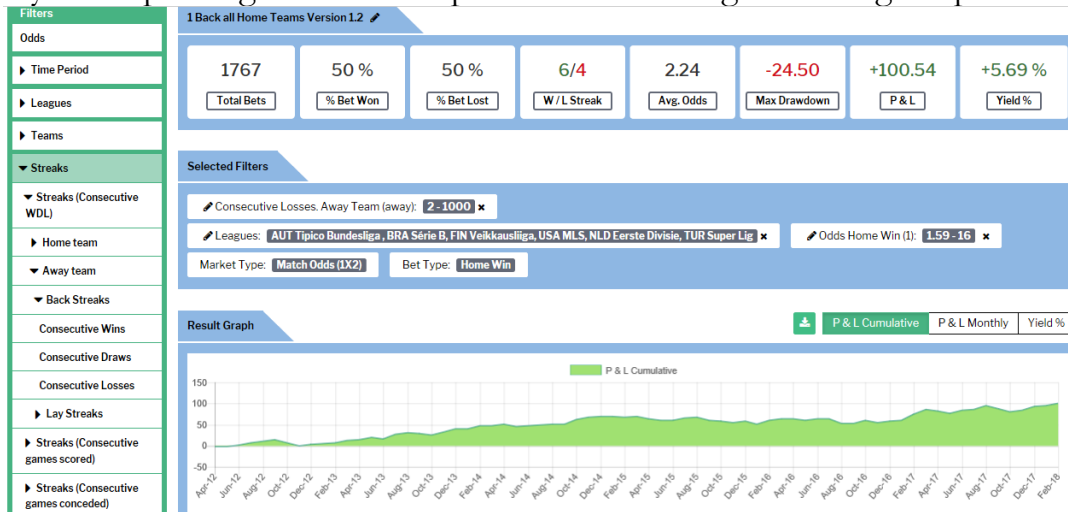 Filters
Odds
Time Period
Leagues
Teams
Streaks
Streaks (Consecutive
WDL)
Home team
Away team
Back Streaks
Consecutive Wins
Consecutive Draws
Consecutive Losses
Lay Streaks
Streaks (Consecutive
games scored)
Streaks (Consecutive
games conceded)
1 Back all Home Teams Version 1.2
1767 50 % 50 % 6/4 2.24 -24.50 +100.54 +5.69 %
Total Bets % Bet Won % Bet Lost W / L Streak Avg. Odds Max Drawdown P & L Yield %
Selected Filters
Consecutive Losses. Away Team (away): 2 - 1000 ×
Leagues: AUT Tipico Bundesliga , BRA Série B, FIN Veikkausliiga, USA MLS, NLD Eerste Divisie, TUR Super Lig × Odds Home Win (1): 1.59 - 16 ×
Market Type: Match Odds (1X2) Bet Type: Home Win
Result Graph P & L Cumulative P & L Monthly Yield %
P & L Cumulative
150
100
50
0
-50
Apr-12 Jun-12 Aug-12 Oct-12 Dec-12 Feb-13 Apr-13 Jun-13 Aug-13 Oct-13 Dec-13 Feb-14 Apr-14 Jun-14 Aug-14 Oct-14 Dec-14 Feb-15 Apr-15 Jun-15 Aug-15 Oct-15 Dec-15 Feb-16 Apr-16 Jun-16 Aug-16 Oct-16 Dec-16 Feb-17 Apr-17 Jun-17 Aug-17 Oct-17 Dec-17 Feb-18